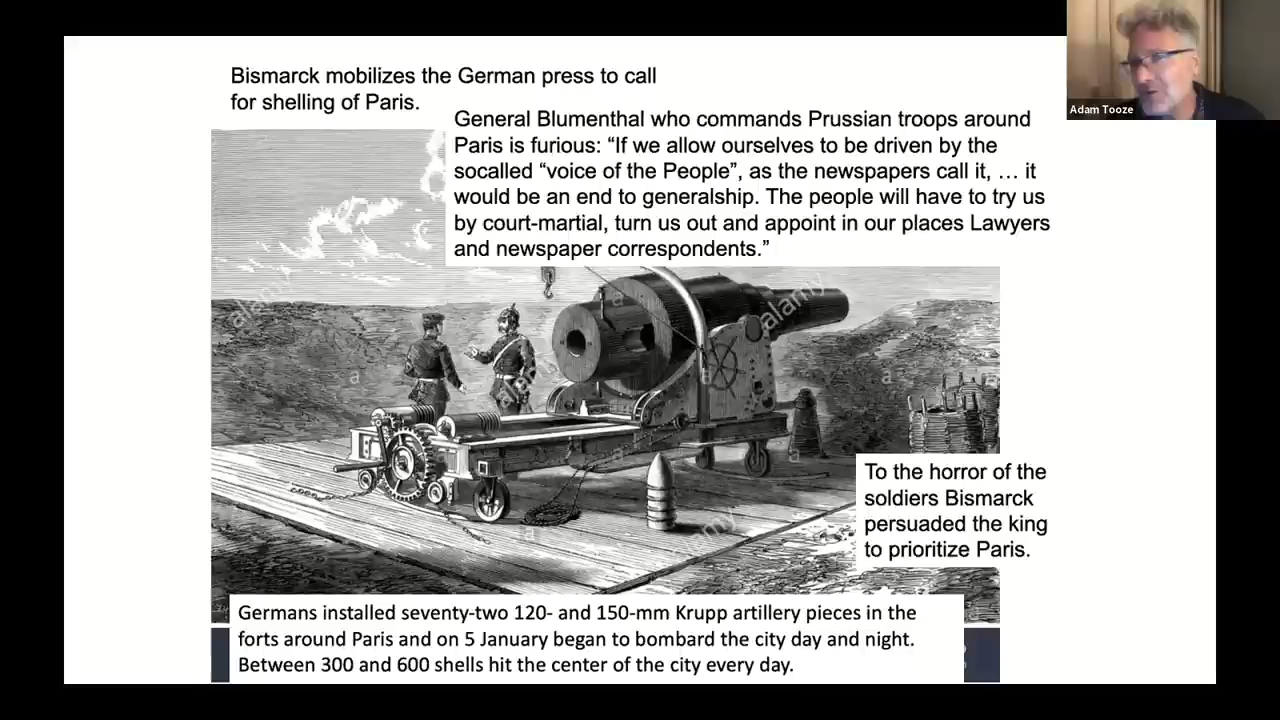 Bismarck mobilizes the German press to call
for shelling of Paris.
Adam Tooze
General Blumenthal who commands Prussian troops around
Paris is furious: “If we allow ourselves to be driven by the
socalled “voice of the People”, as the newspapers call it, … it
would be an end to generalship. The people will have to try us
by court-martial, turn us out and appoint in our places Lawyers
and newspaper correspondents.”
alamy
alamy
alamy
alamy
a
a
a
a
a
To the horror of the
soldiers Bismarck
persuaded the king
to prioritize Paris.
Germans installed seventy-two 120- and 150-mm Krupp artillery pieces in the
forts around Paris and on 5 January began to bombard the city day and night.
Between 300 and 600 shells hit the center of the city every day.